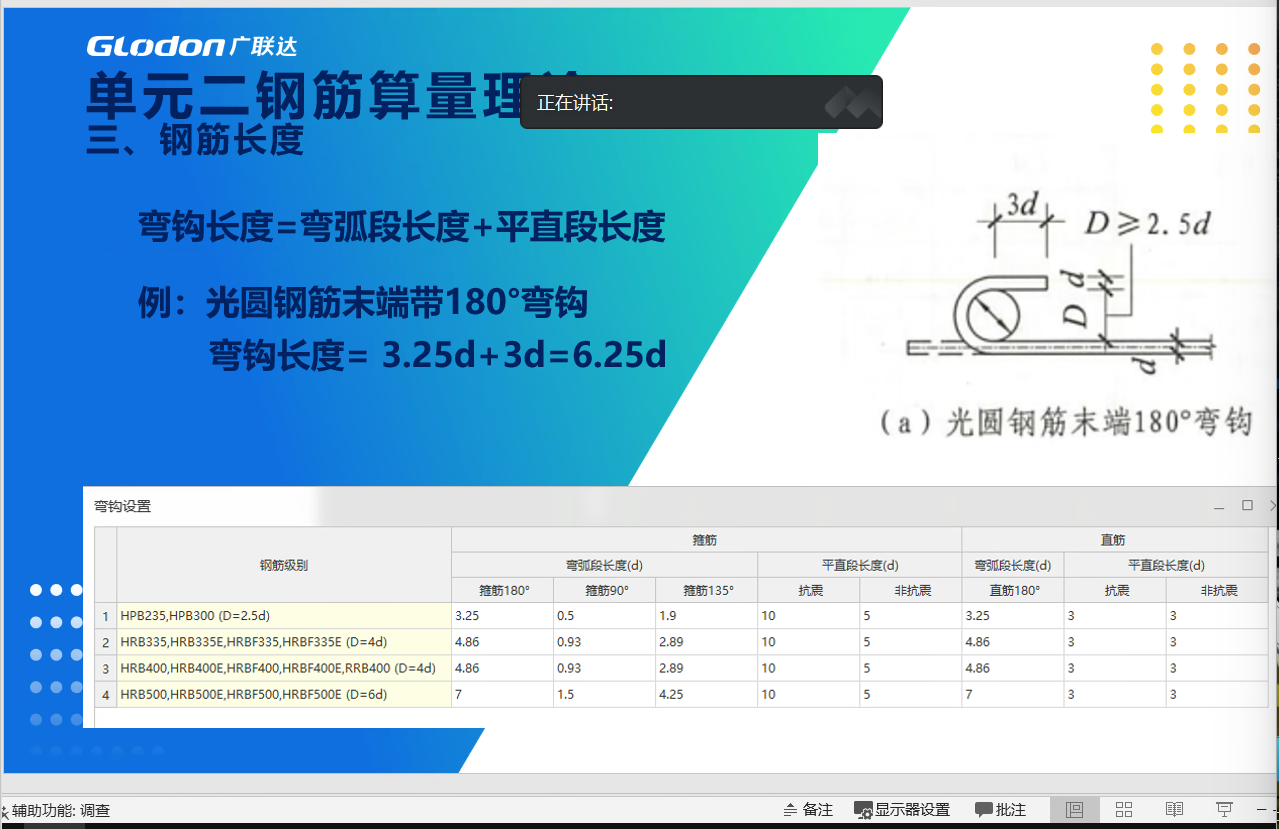 GLodon广联达
单元二钢筋算量理
正在讲话:
三、钢筋长度
弯钩长度=弯弧段长度+平直段长度
例：光圆钢筋末端带180°弯钩
弯钩长度= 3.25d+3d=6.25d
3d
D⩾2.5d
d
D
d
(a)光圆钢筋末端180°弯钩
弯钩设置
钢筋级别 箍筋 直筋
弯弧段长度(d) 平直段长度(d) 弯弧段长度(d) 平直段长度(d)
箍筋180° 箍筋90° 箍筋135° 抗震 非抗震 直筋180° 抗震 非抗震
1 HPB235,HPB300 (D=2.5d) 3.25 0.5 1.9 10 5 3.25 3 3
2 HRB335,HRB335E,HRBF335,HRBF335E (D=4d) 4.86 0.93 2.89 10 5 4.86 3 3
3 HRB400,HRB400E,HRBF400,HRBF400E,RRB400 (D=4d) 4.86 0.93 2.89 10 5 4.86 3 3
4 HRB500,HRB500E,HRBF500,HRBF500E (D=6d) 7 1.5 4.25 10 5 7 3 3
辅助功能: 调查 备注 显示器设置 批注